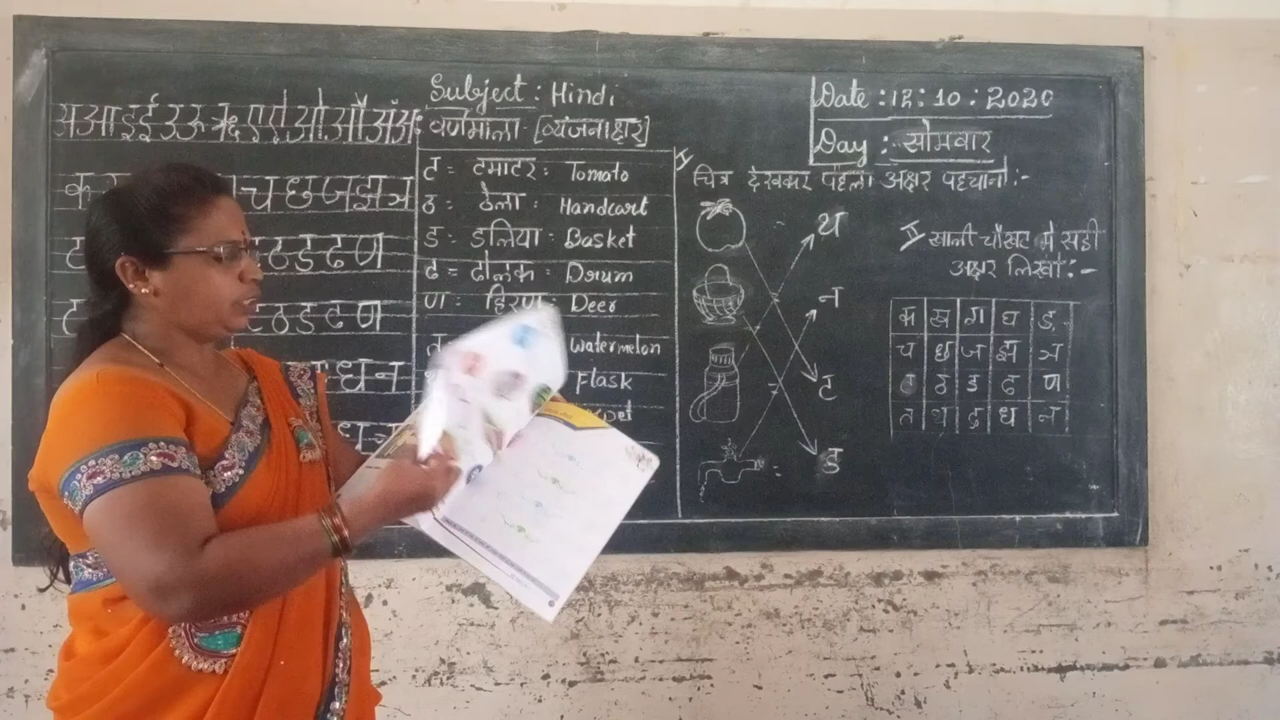 अ आ इ ई उ ऊ ऋ ए ऐ ओ औ अं अः
क च छ ज झ ञ
ट ठ ड ढ ण
ट ठ ड ढ ण
ध न
Subject : Hindi
वर्णमाला - [व्यंजनाक्षर]
ट = टमाटर : Tomato
ठ = ठेला : Handcart
ड = डलिया : Basket
ढ = ढोलक : Drum
ण = हिरण : Deer
Watermelon
Flask
Date : 12 : 10 : 2020
Day : सोमवार
I चित्र देखकर पहला अक्षर पहचानो :-
थ
न
ट
ड
II खाली चौखट में सही
अक्षर लिखो :-
क ख ग घ ङ
च छ ज झ ञ
ट ठ ड ढ ण
त थ द ध न